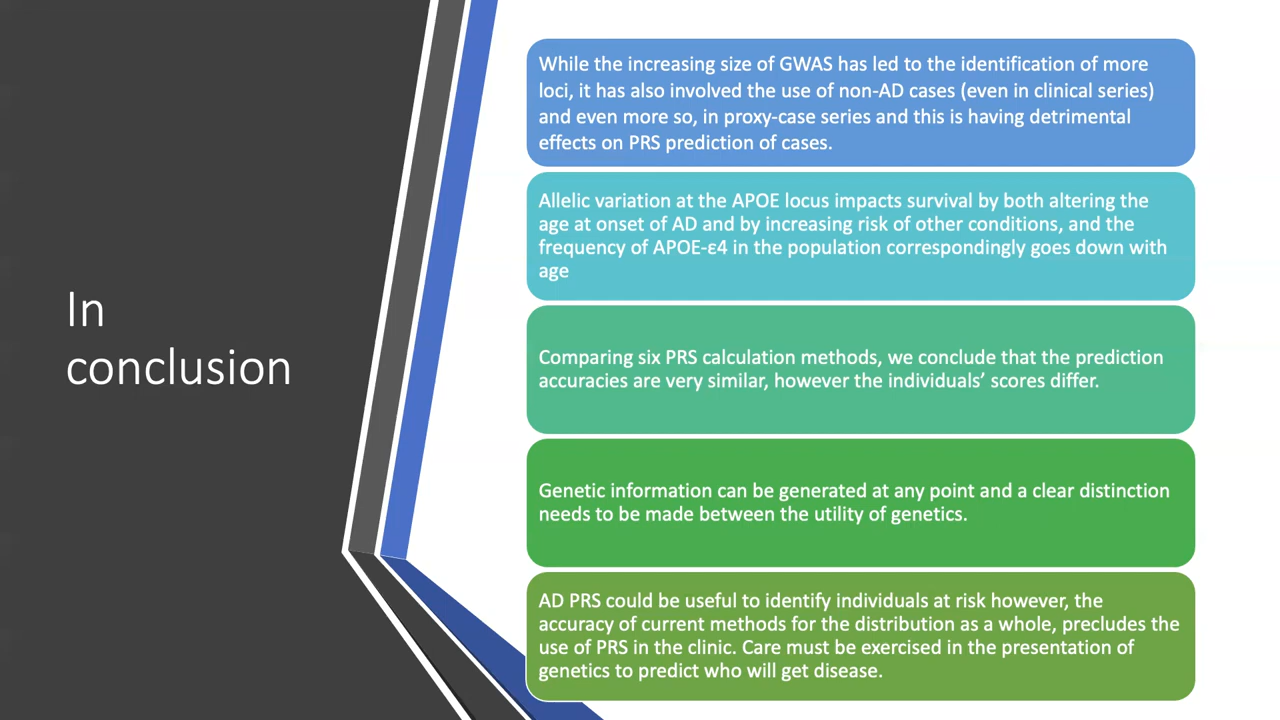 In
conclusion
While the increasing size of GWAS has led to the identification of more
loci, it has also involved the use of non-AD cases (even in clinical series)
and even more so, in proxy-case series and this is having detrimental
effects on PRS prediction of cases.
Allelic variation at the APOE locus impacts survival by both altering the
age at onset of AD and by increasing risk of other conditions, and the
frequency of APOE-ε4 in the population correspondingly goes down with
age
Comparing six PRS calculation methods, we conclude that the prediction
accuracies are very similar, however the individuals’ scores differ.
Genetic information can be generated at any point and a clear distinction
needs to be made between the utility of genetics.
AD PRS could be useful to identify individuals at risk however, the
accuracy of current methods for the distribution as a whole, precludes the
use of PRS in the clinic. Care must be exercised in the presentation of
genetics to predict who will get disease.